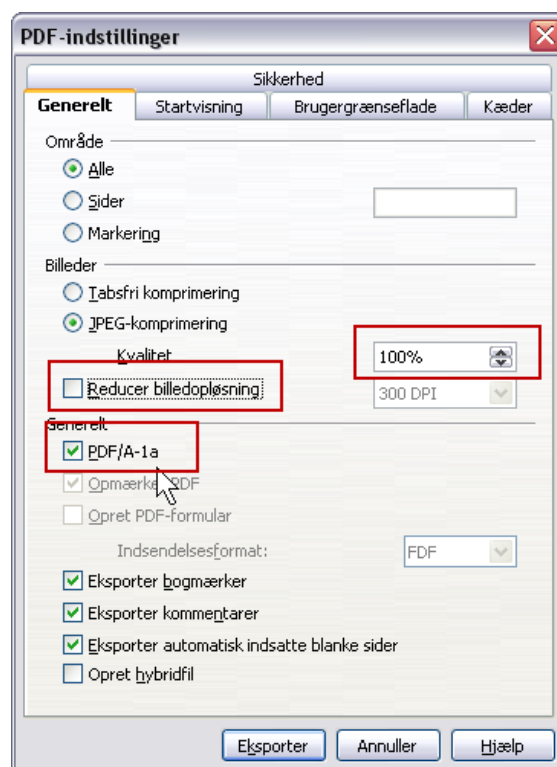 PDF-indstillinger
Sikkerhed
Generelt Startvisning Brugergrænseflade Kæder
Område
Alle
Sider
Markering
Billeder
Tabsfri komprimering
JPEG-komprimering
Kvalitet 100%
Reducer billedopløsning 300 DPI
Generelt
PDF/A-1a
Opmærket PDF
Opret PDF-formular
Indsendelsesformat: FDF
Eksporter bogmærker
Eksporter kommentarer
Eksporter automatisk indsatte blanke sider
Opret hybridfil
Eksporter Annuller Hjælp